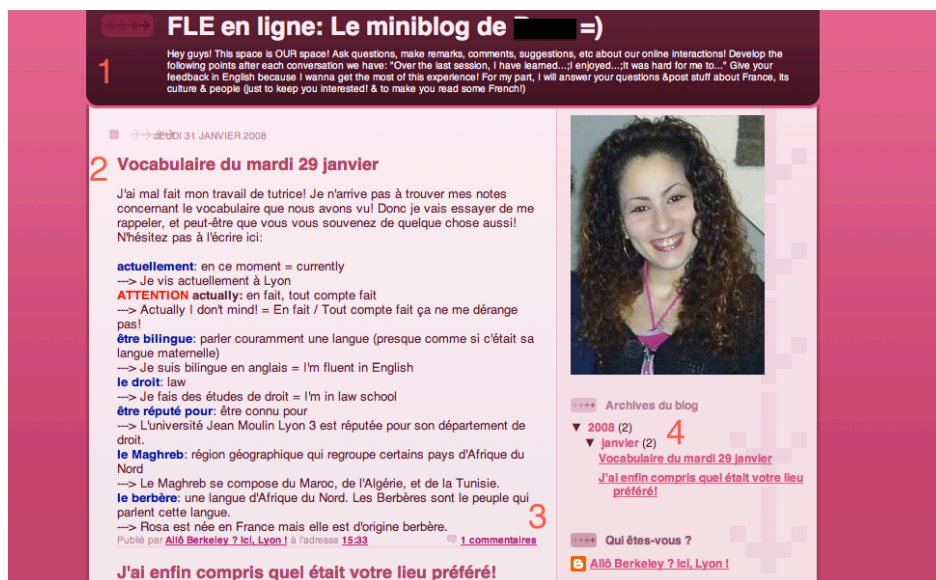 FLE en ligne: Le miniblog de =)
Hey guys! This space is OUR space! Ask questions, make remarks, comments, suggestions, etc about our online interactions! Develop the
following points after each conversation we have: "Over the last session, I have learned...;I enjoyed...;It was hard for me to..." Give your
feedback in English because I wanna get the most of this experience! For my part, I will answer your questions &post stuff about France, its
culture & people (just to keep you interested! & to make you read some French!)
1
JEUDI 31 JANVIER 2008
2
Vocabulaire du mardi 29 janvier
J'ai mal fait mon travail de tutrice! Je n'arrive pas à trouver mes notes
concernant le vocabulaire que nous avons vu! Donc je vais essayer de me
rappeler, et peut-être que vous vous souvenez de quelque chose aussi!
N'hésitez pas à l'écrire ici:
actuellement: en ce moment = currently
---> Je vis actuellement à Lyon
ATTENTION actually: en fait, tout compte fait
---> Actually I don't mind! = En fait / Tout compte fait ça ne me dérange
pas!
être bilingue: parler couramment une langue (presque comme si c'était sa
langue maternelle)
---> Je suis bilingue en anglais = I'm fluent in English
le droit: law
---> Je fais des études de droit = I'm in law school
être réputé pour: être connu pour
---> L'université Jean Moulin Lyon 3 est réputée pour son département de
droit.
le Maghreb: région géographique qui regroupe certains pays d'Afrique du
Nord
---> Le Maghreb se compose du Maroc, de l'Algérie, et de la Tunisie.
le berbère: une langue d'Afrique du Nord. Les Berbères sont le peuple qui
parlent cette langue.
---> Rosa est née en France mais elle est d'origine berbère.
3
Publié par Allô Berkeley ? Ici, Lyon ! à l'adresse 15:33
1 commentaires
J'ai enfin compris quel était votre lieu préféré!
Archives du blog
▼ 2008 (2)
4
▼ janvier (2)
Vocabulaire du mardi 29 janvier
J'ai enfin compris quel était votre lieu
préféré!
Qui êtes-vous ?
Allô Berkeley ? Ici, Lyon !